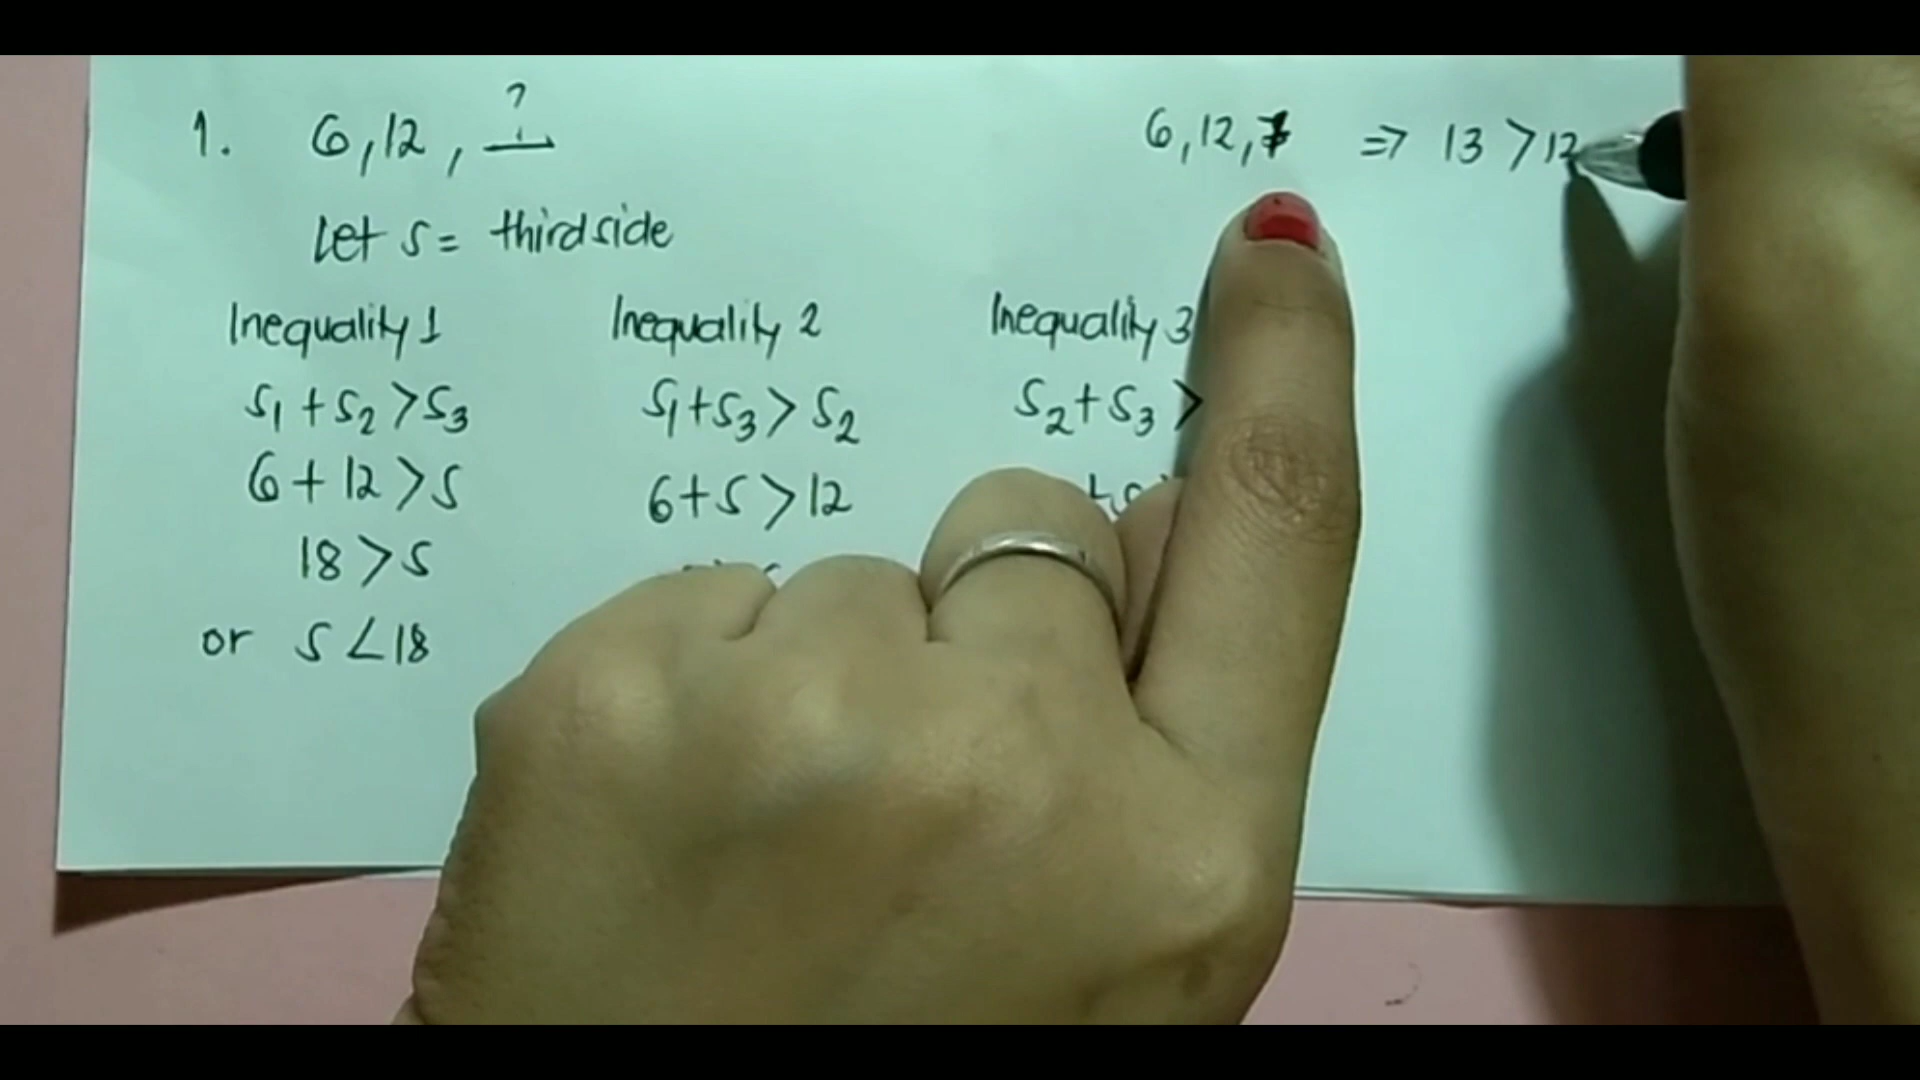 1. 6, 12, ?
6, 12, 7 => 13 > 12
Let s = third side
Inequality 1
s₁ + s₂ > s₃
6 + 12 > s
18 > s
or s < 18
Inequality 2
s₁ + s₃ > s₂
6 + s > 12
Inequality 3
s₂ + s₃ >
+ s